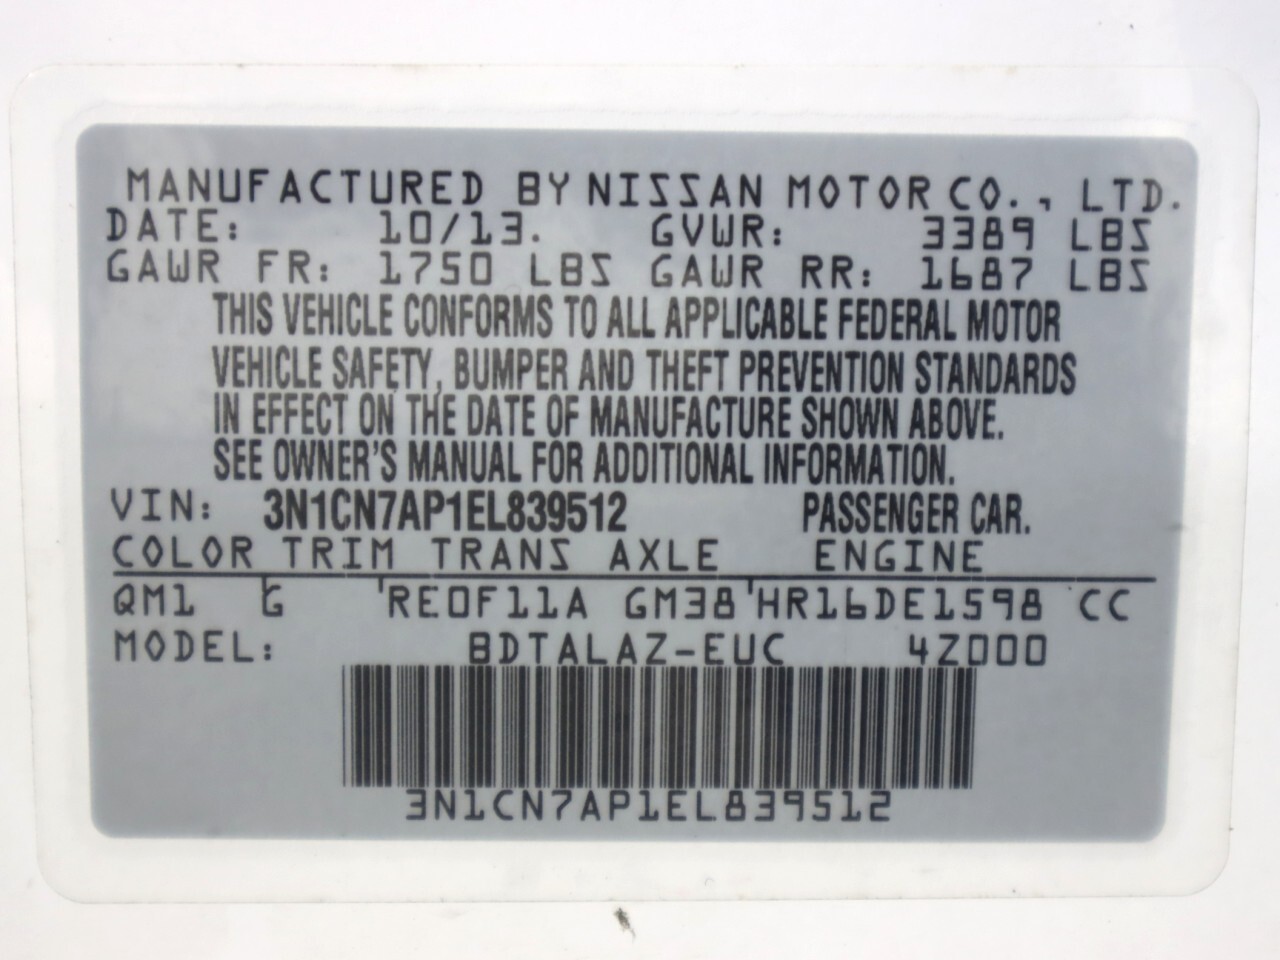 MANUFACTURED BY NISSAN MOTOR CO., LTD.
DATE: 10/13. GVWR: 3389 LBS
GAWR FR: 1750 LBS GAWR RR: 1687 LBS
THIS VEHICLE CONFORMS TO ALL APPLICABLE FEDERAL MOTOR
VEHICLE SAFETY, BUMPER AND THEFT PREVENTION STANDARDS
IN EFFECT ON THE DATE OF MANUFACTURE SHOWN ABOVE.
SEE OWNER'S MANUAL FOR ADDITIONAL INFORMATION.
VIN: 3N1CN7AP1EL839512 PASSENGER CAR.
COLOR TRIM TRANS AXLE ENGINE
QM1 G RE0F11A GM38 HR16DE1598 CC
MODEL: BDTALAZ-EUC 4Z000
3N1CN7AP1EL839512